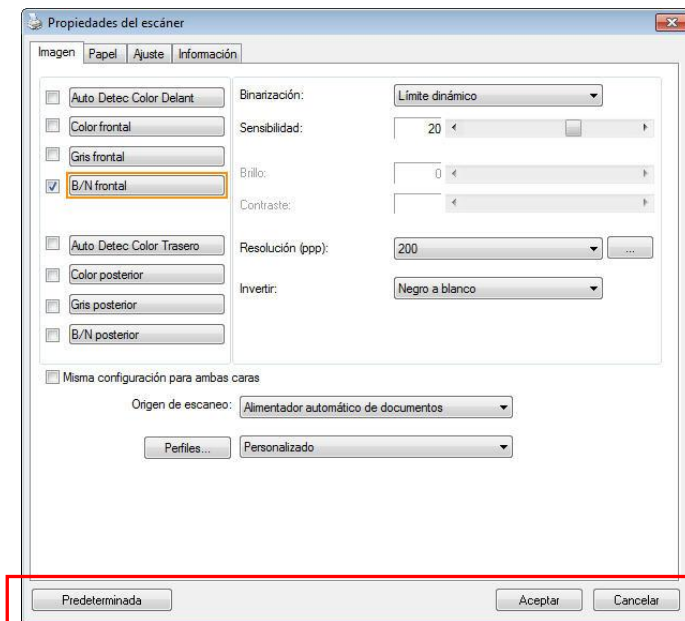 Propiedades del escáner
Imagen Papel Ajuste Información
Auto Detec Color Delant
Color frontal
Gris frontal
B/N frontal
Auto Detec Color Trasero
Color posterior
Gris posterior
B/N posterior
Binarización: Límite dinámico
Sensibilidad: 20
Brillo: 0
Contraste:
Resolución (ppp): 200 ...
Invertir: Negro a blanco
Misma configuración para ambas caras
Origen de escaneo: Alimentador automático de documentos
Perfiles... Personalizado
Predeterminada Aceptar Cancelar